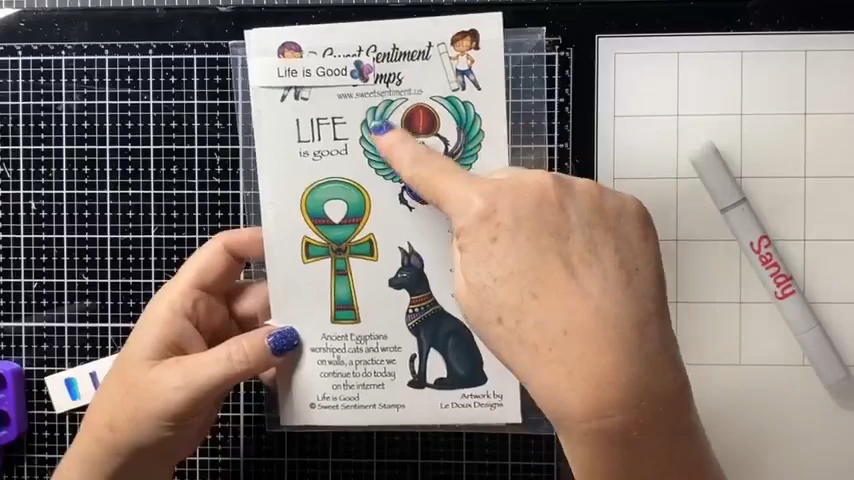 Sweet Sentiment
Life is Good
www.sweetsentiment.us
LIFE
is good
Ancient Egyptians
worshiped cats and wrote
on walls, a practice we
continue to do today
on the internet
Life is Good
© Sweet Sentiment Stamps
Artwork by
Le Doux Designs
Sandy